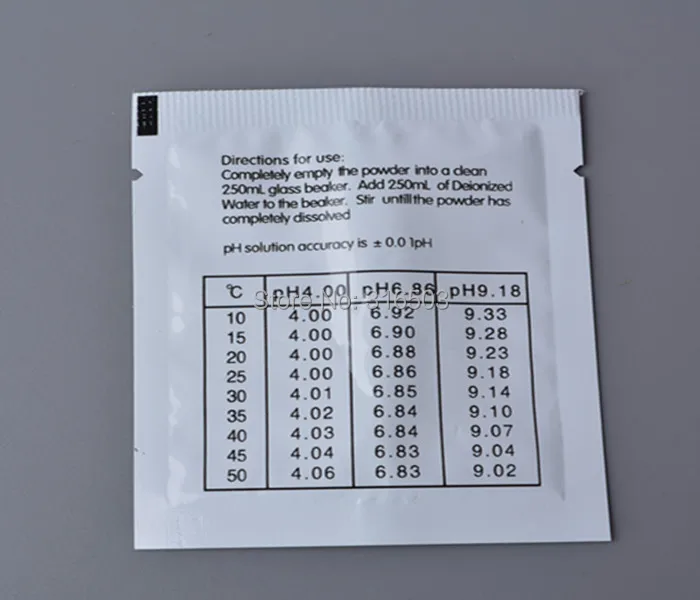 Directions for use:
Completely empty the powder into a clean
250mL glass beaker. Add 250mL of Deionized
Water to the beaker. Stir untill the powder has
completely dissolved
pH solution accuracy is ± 0.01pH
℃ pH4.00 pH6.86 pH9.18
Store No: 316503
10 4.00 6.92 9.33
15 4.00 6.90 9.28
20 4.00 6.88 9.23
25 4.00 6.86 9.18
30 4.01 6.85 9.14
35 4.02 6.84 9.10
40 4.03 6.84 9.07
45 4.04 6.83 9.04
50 4.06 6.83 9.02